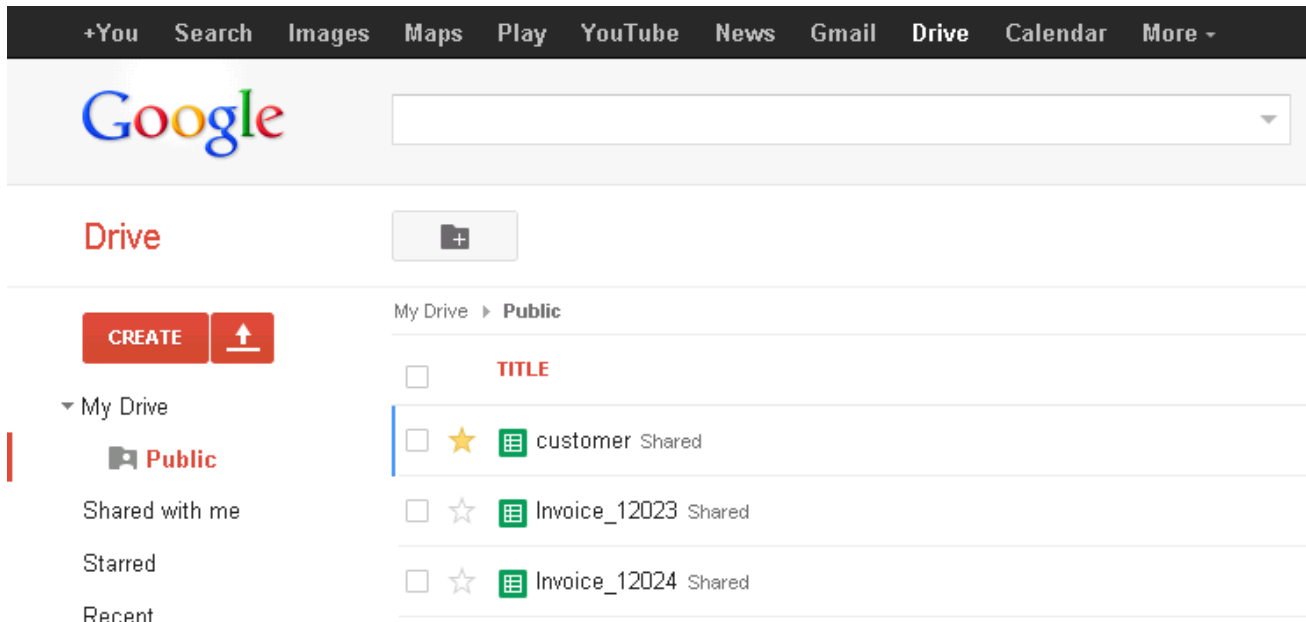 +You Search Images Maps Play YouTube News Gmail Drive Calendar More
Google
Drive
My Drive Public
CREATE
TITLE
My Drive
customer Shared
Public
Shared with me
Invoice_12023 Shared
Starred
Invoice_12024 Shared
Recent